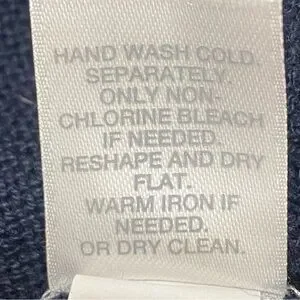 HAND WASH COLD.
SEPARATELY.
ONLY NON-
CHLORINE BLEACH
IF NEEDED.
RESHAPE AND DRY
FLAT.
WARM IRON IF
NEEDED.
OR DRY CLEAN.